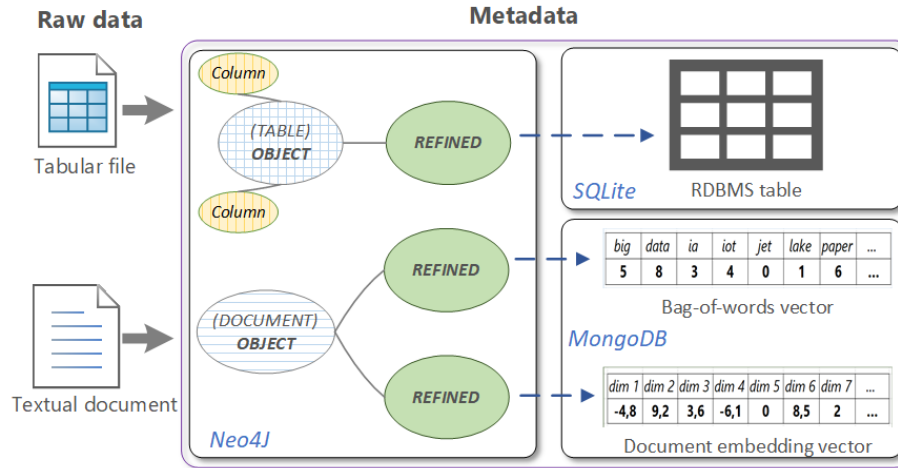 Raw data
Metadata
Tabular file
Textual document
Column
(TABLE)
OBJECT
Column
REFINED
(DOCUMENT)
OBJECT
REFINED
REFINED
Neo4J
SQLite
RDBMS table
big data ia iot jet lake paper ...
5 8 3 4 0 1 6 ...
Bag-of-words vector
MongoDB
dim 1 dim 2 dim 3 dim 4 dim 5 dim 6 dim 7 ...
-4,8 9,2 3,6 -6,1 0 8,5 2 ...
Document embedding vector